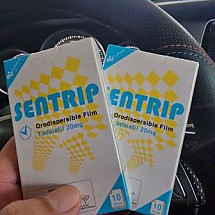 SENTRIP
Orodispersible Film
Tadalafil 20mg
10
SENTRIP
Orodispersible Film
Tadalafil 20mg
10